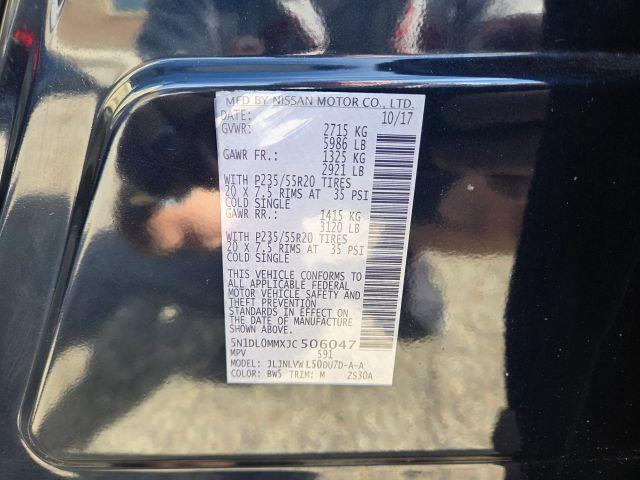 MFD BY NISSAN MOTOR CO., LTD.
DATE: 10/17
GVWR: 2715 KG
5986 LB
GAWR FR.: 1325 KG
2921 LB
WITH P235/55R20 TIRES
20 X 7.5 RIMS AT 35 PSI
COLD SINGLE
GAWR RR.: 1415 KG
3120 LB
WITH P235/55R20 TIRES
20 X 7.5 RIMS AT 35 PSI
COLD SINGLE
THIS VEHICLE CONFORMS TO
ALL APPLICABLE FEDERAL
MOTOR VEHICLE SAFETY AND
THEFT PREVENTION
STANDARDS IN EFFECT ON
THE DATE OF MANUFACTURE
SHOWN ABOVE.
5N1DL0MMXJC506047
MPV 591
MODEL: JLJNLVW L50DU7D-A-A
COLOR: BW5 TRIM: M ZS30A